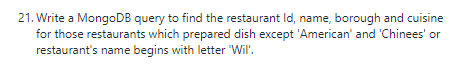 21. Write a MongoDB query to find the restaurant Id, name, borough and cuisine
for those restaurants which prepared dish except 'American' and 'Chinees' or
restaurant's name begins with letter 'Wil'.